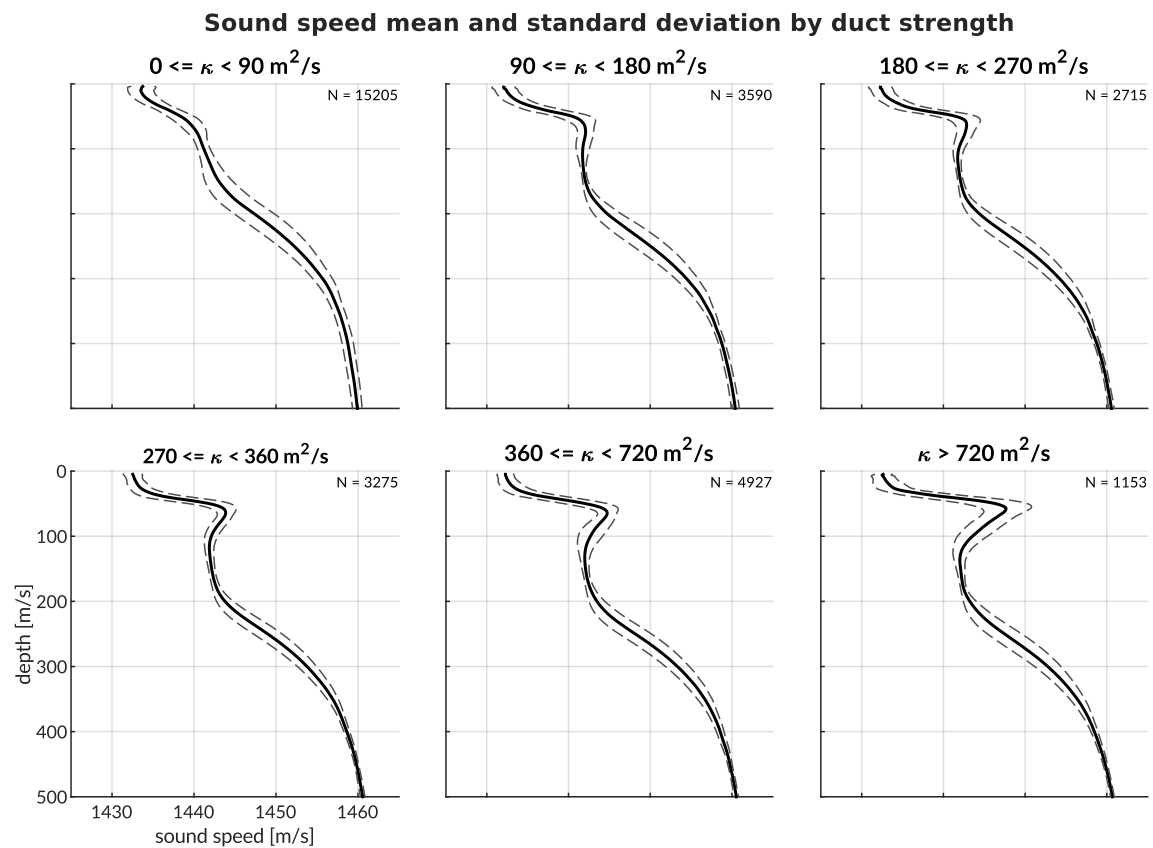 Sound speed mean and standard deviation by duct strength
0 <= κ < 90 m²/s
90 <= κ < 180 m²/s
180 <= κ < 270 m²/s
N = 15205
N = 3590
N = 2715
270 <= κ < 360 m²/s
360 <= κ < 720 m²/s
κ > 720 m²/s
N = 3275
N = 4927
N = 1153
0
100
200
300
400
500
depth [m/s]
1430 1440 1450 1460
sound speed [m/s]